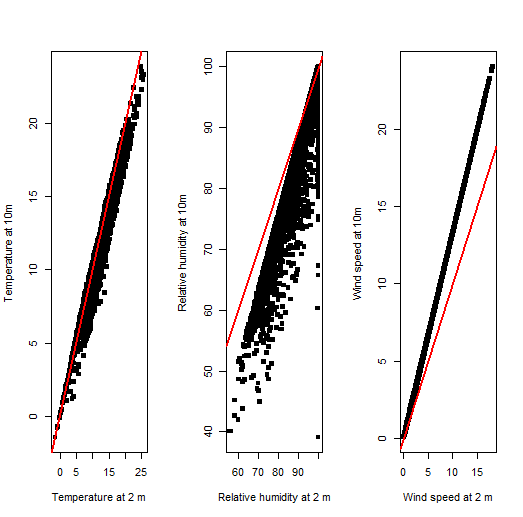 Temperature at 10m
20
15
10
5
0
0 5 15 25
Temperature at 2 m
Relative humidity at 10m
100
90
80
70
60
50
40
60 70 80 90
Relative humidity at 2 m
Wind speed at 10m
20
15
10
5
0
0 5 10 15
Wind speed at 2 m